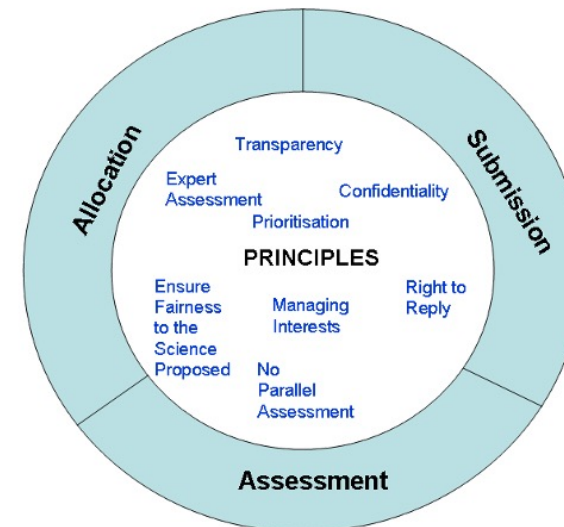 Allocation
Submission
Transparency
Expert
Assessment
Confidentiality
Prioritisation
PRINCIPLES
Ensure
Fairness
to the
Science
Proposed
Managing
Interests
Right to
Reply
No
Parallel
Assessment
Assessment